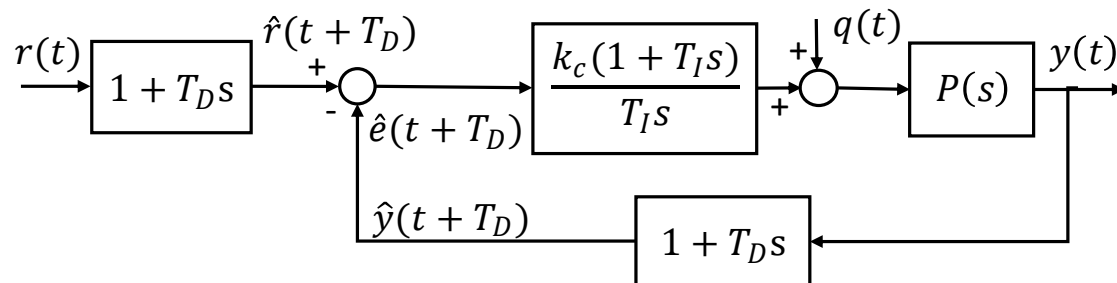 r(t)
1 + T_D s
r̂(t + T_D)
+
-
ê(t + T_D)
k_c(1 + T_I s)
T_I s
+
+
q(t)
P(s)
y(t)
ŷ(t + T_D)
1 + T_D s